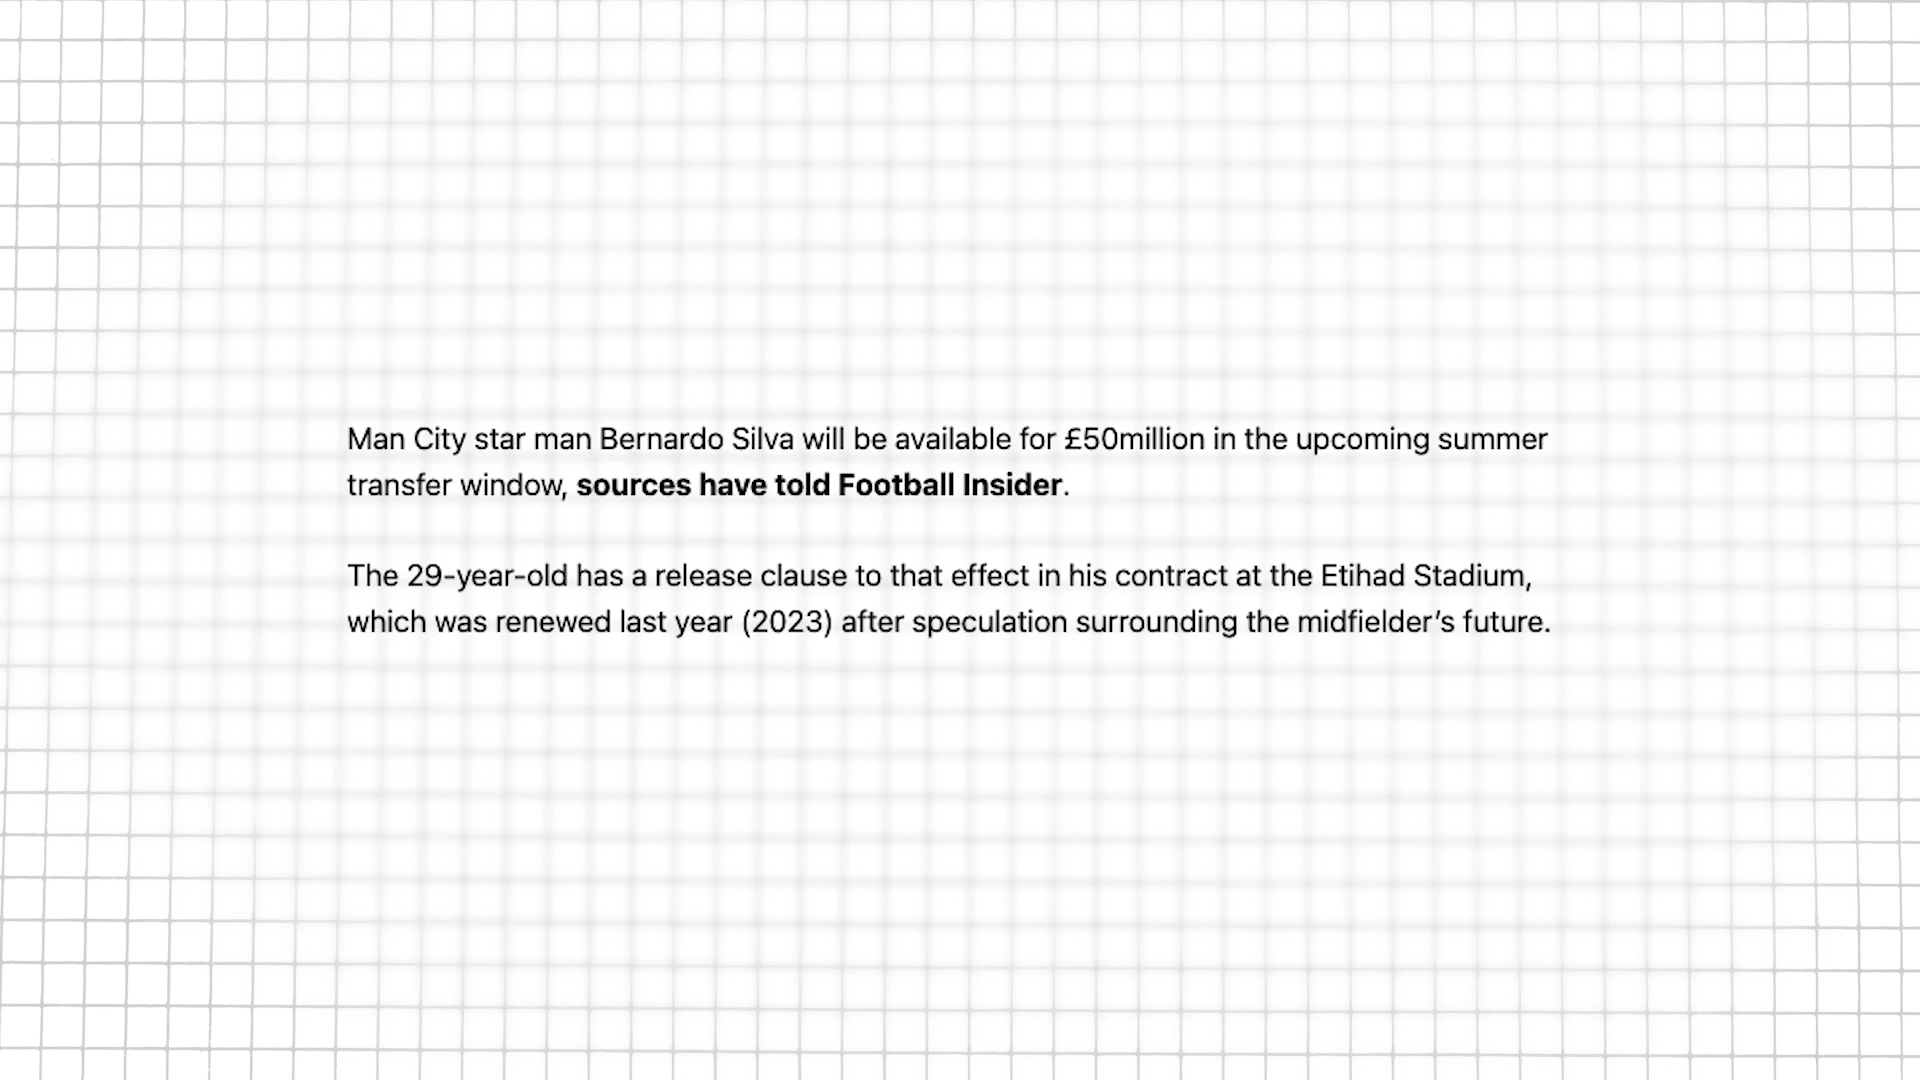 Man City star man Bernardo Silva will be available for £50million in the upcoming summer
transfer window, sources have told Football Insider.
The 29-year-old has a release clause to that effect in his contract at the Etihad Stadium,
which was renewed last year (2023) after speculation surrounding the midfielder’s future.